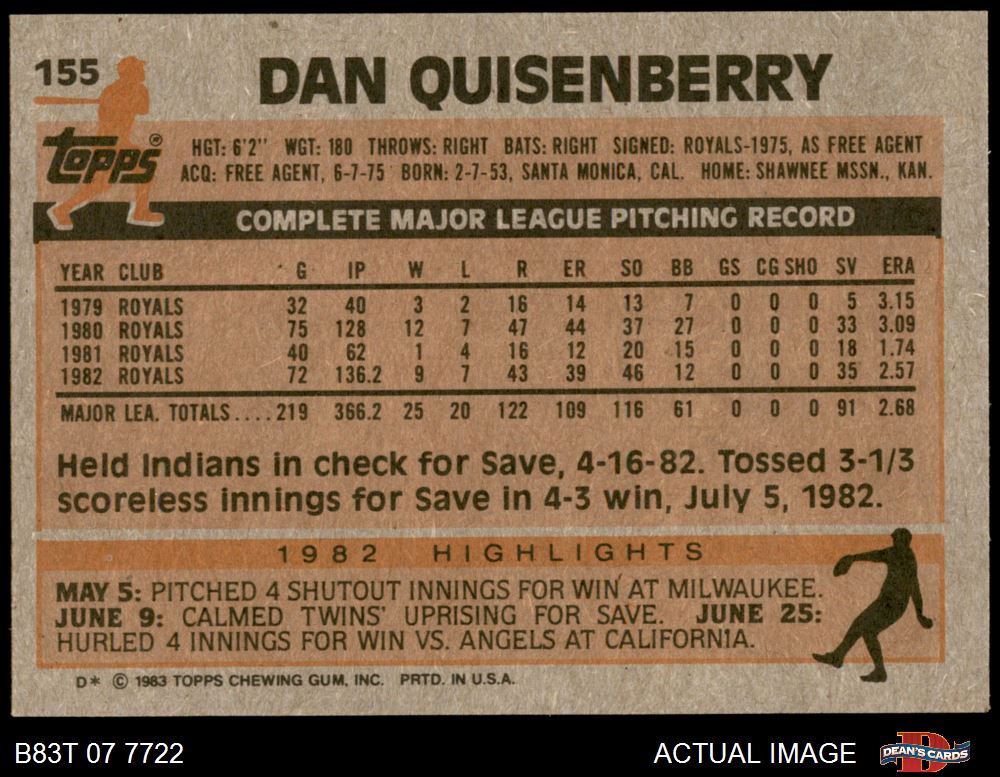 155
DAN QUISENBERRY
topps®
HGT: 6'2" WGT: 180 THROWS: RIGHT BATS: RIGHT SIGNED: ROYALS-1975, AS FREE AGENT
ACQ: FREE AGENT, 6-7-75 BORN: 2-7-53, SANTA MONICA, CAL. HOME: SHAWNEE MSSN., KAN.
COMPLETE MAJOR LEAGUE PITCHING RECORD
YEAR CLUB G IP W L R ER SO BB GS CG SHO SV ERA
1979 ROYALS 32 40 3 2 16 14 13 7 0 0 0 5 3.15
1980 ROYALS 75 128 12 7 47 44 37 27 0 0 0 33 3.09
1981 ROYALS 40 62 1 4 16 12 20 15 0 0 0 18 1.74
1982 ROYALS 72 136.2 9 7 43 39 46 12 0 0 0 35 2.57
MAJOR LEA. TOTALS....219 366.2 25 20 122 109 116 61 0 0 0 91 2.68
Held Indians in check for Save, 4-16-82. Tossed 3-1/3
scoreless innings for Save in 4-3 win, July 5, 1982.
1982 HIGHLIGHTS
MAY 5: PITCHED 4 SHUTOUT INNINGS FOR WIN AT MILWAUKEE.
JUNE 9: CALMED TWINS' UPRISING FOR SAVE. JUNE 25:
HURLED 4 INNINGS FOR WIN VS. ANGELS AT CALIFORNIA.
D* © 1983 TOPPS CHEWING GUM, INC. PRTD. IN U.S.A.
B83T 07 7722
ACTUAL IMAGE
DEAN'S CARDS